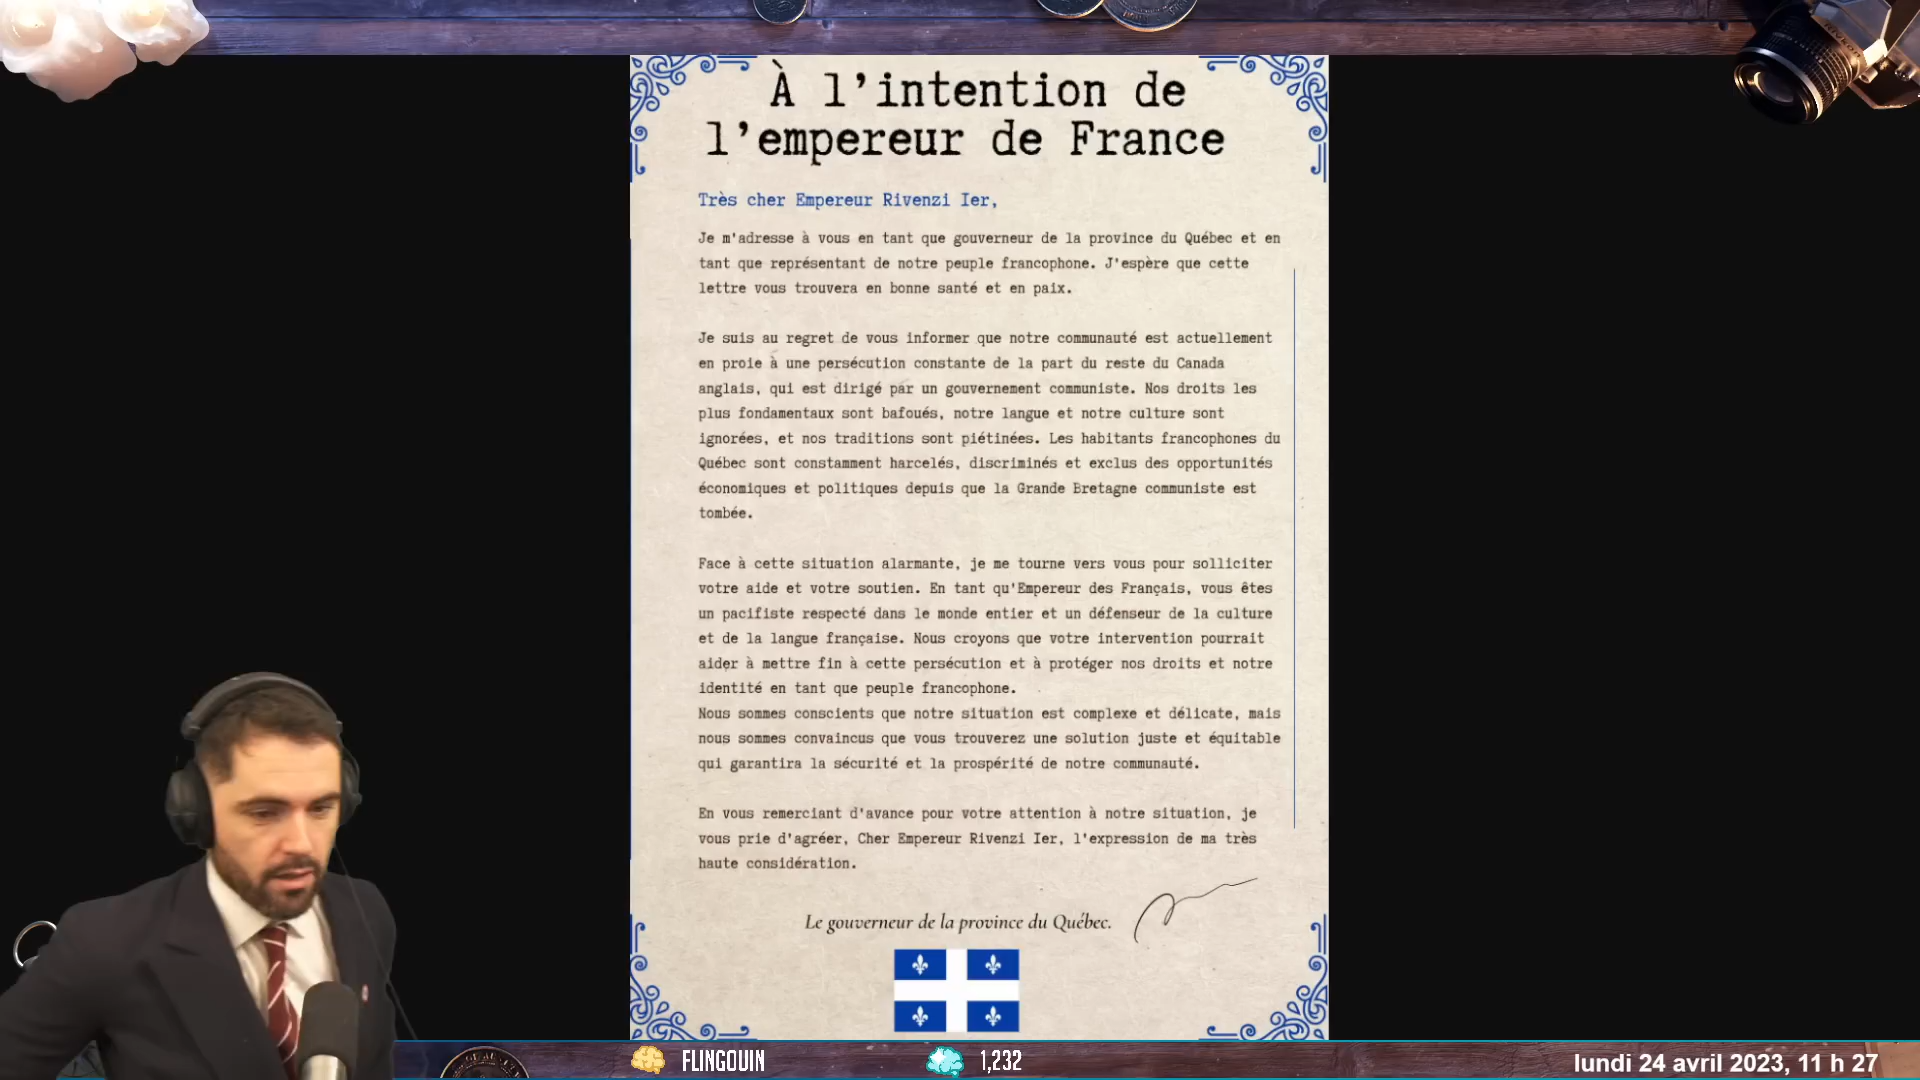 À l'intention de
l'empereur de France
Très cher Empereur Rivenzi Ier,
Je m'adresse à vous en tant que gouverneur de la province du Québec et en
tant que représentant de notre peuple francophone. J'espère que cette
lettre vous trouvera en bonne santé et en paix.
Je suis au regret de vous informer que notre communauté est actuellement
en proie à une persécution constante de la part du reste du Canada
anglais, qui est dirigé par un gouvernement communiste. Nos droits les
plus fondamentaux sont bafoués, notre langue et notre culture sont
ignorées, et nos traditions sont piétinées. Les habitants francophones du
Québec sont constamment harcelés, discriminés et exclus des opportunités
économiques et politiques depuis que la Grande Bretagne communiste est
tombée.
Face à cette situation alarmante, je me tourne vers vous pour solliciter
votre aide et votre soutien. En tant qu'Empereur des Français, vous êtes
un pacifiste respecté dans le monde entier et un défenseur de la culture
et de la langue française. Nous croyons que votre intervention pourrait
aider à mettre fin à cette persécution et à protéger nos droits et notre
identité en tant que peuple francophone.
Nous sommes conscients que notre situation est complexe et délicate, mais
nous sommes convaincus que vous trouverez une solution juste et équitable
qui garantira la sécurité et la prospérité de notre communauté.
En vous remerciant d'avance pour votre attention à notre situation, je
vous prie d'agréer, Cher Empereur Rivenzi Ier, l'expression de ma très
haute considération.
Le gouverneur de la province du Québec.
FLINGOUIN
1,232
lundi 24 avril 2023, 11 h 27